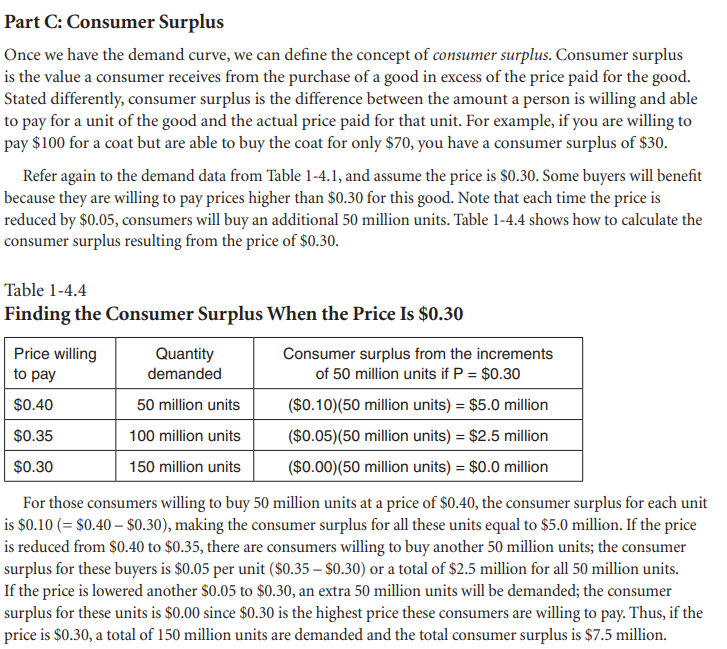 Part C: Consumer Surplus
Once we have the demand curve, we can define the concept of consumer surplus. Consumer surplus
is the value a consumer receives from the purchase of a good in excess of the price paid for the good.
Stated differently, consumer surplus is the difference between the amount a person is willing and able
to pay for a unit of the good and the actual price paid for that unit. For example, if you are willing to
pay $100 for a coat but are able to buy the coat for only $70, you have a consumer surplus of $30.
Refer again to the demand data from Table 1-4.1, and assume the price is $0.30. Some buyers will benefit
because they are willing to pay prices higher than $0.30 for this good. Note that each time the price is
reduced by $0.05, consumers will buy an additional 50 million units. Table 1-4.4 shows how to calculate the
consumer surplus resulting from the price of $0.30.
Table 1-4.4
Finding the Consumer Surplus When the Price Is $0.30
Price willing to pay | Quantity demanded | Consumer surplus from the increments of 50 million units if P = $0.30
$0.40 | 50 million units | ($0.10)(50 million units) = $5.0 million
$0.35 | 100 million units | ($0.05)(50 million units) = $2.5 million
$0.30 | 150 million units | ($0.00)(50 million units) = $0.0 million
For those consumers willing to buy 50 million units at a price of $0.40, the consumer surplus for each unit
is $0.10 (= $0.40 – $0.30), making the consumer surplus for all these units equal to $5.0 million. If the price
is reduced from $0.40 to $0.35, there are consumers willing to buy another 50 million units; the consumer
surplus for these buyers is $0.05 per unit ($0.35 – $0.30) or a total of $2.5 million for all 50 million units.
If the price is lowered another $0.05 to $0.30, an extra 50 million units will be demanded; the consumer
surplus for these units is $0.00 since $0.30 is the highest price these consumers are willing to pay. Thus, if the
price is $0.30, a total of 150 million units are demanded and the total consumer surplus is $7.5 million.